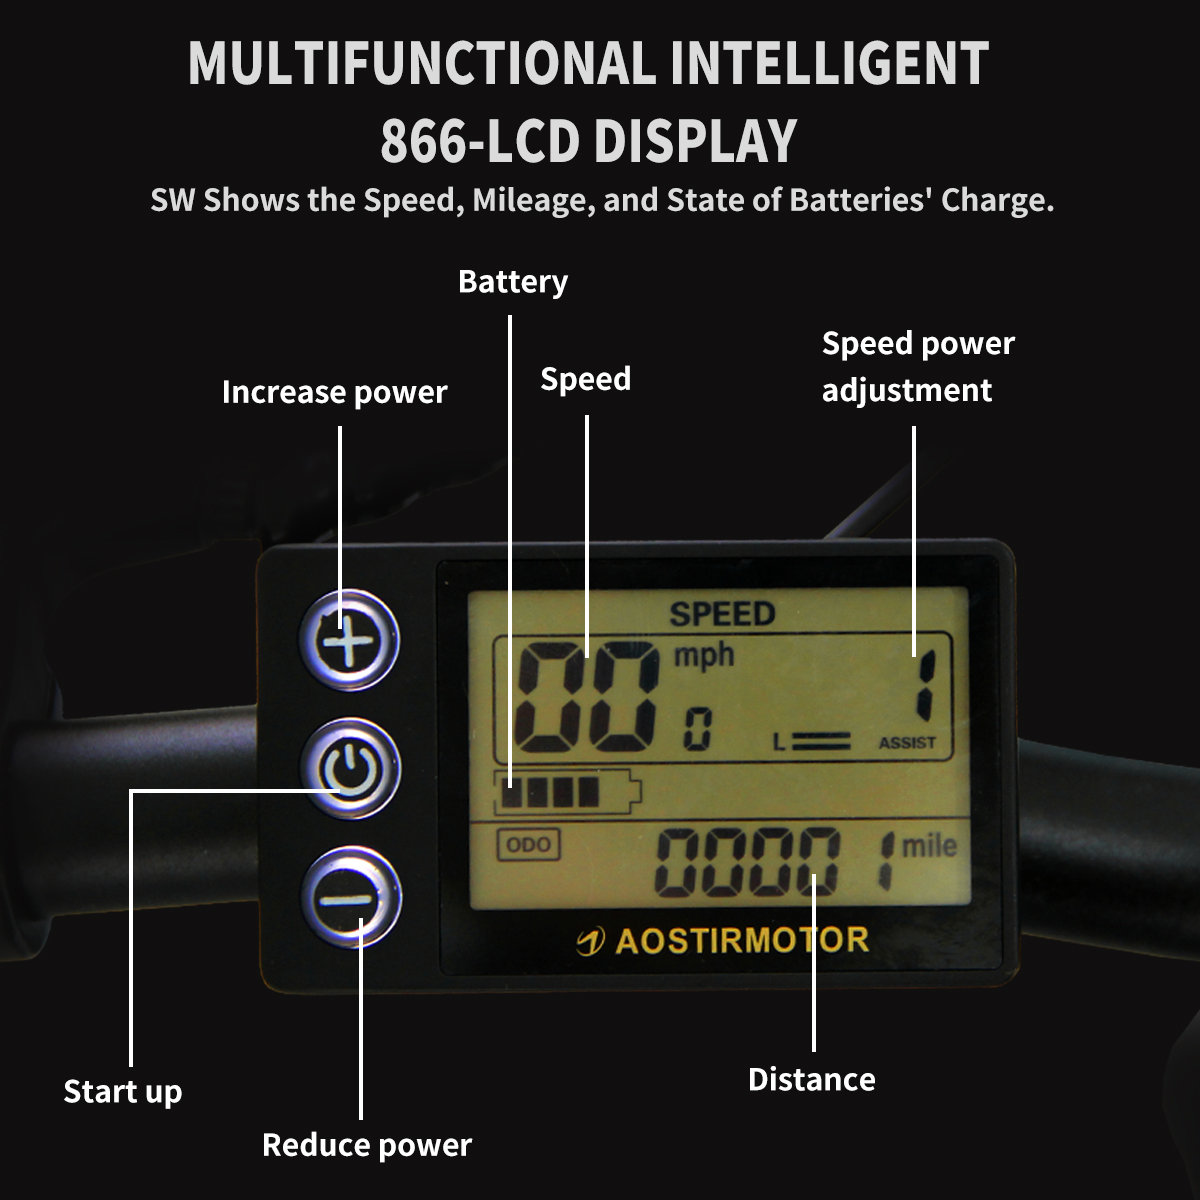 MULTIFUNCTIONAL INTELLIGENT
866-LCD DISPLAY
SW Shows the Speed, Mileage, and State of Batteries' Charge.
Battery
Speed power
adjustment
Speed
Increase power
SPEED
00 mph
0
1
L
ASSIST
ODO
0000 1 mile
AOSTIRMOTOR
Start up
Distance
Reduce power